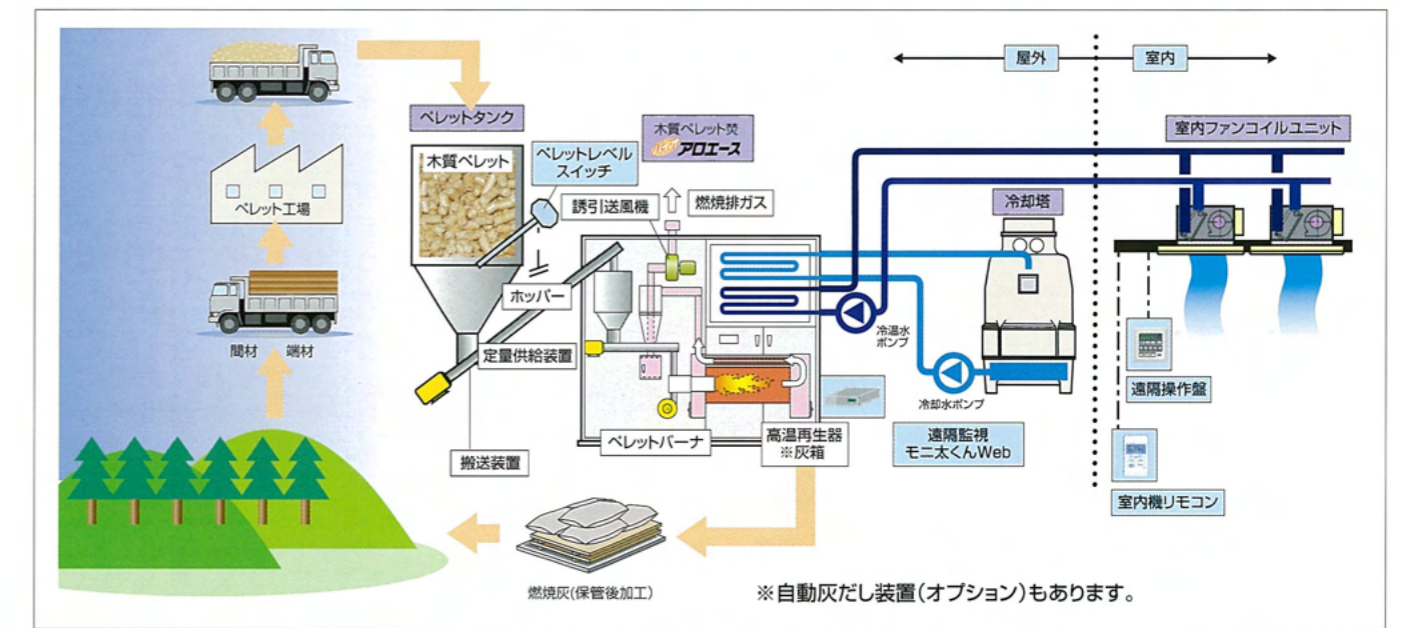 屋外
室内
ペレットタンク
木質ペレット焚
アロエース
室内ファンコイルユニット
木質ペレット
ペレットレベル
スイッチ
誘引送風機
燃焼排ガス
冷却塔
ペレット工場
ホッパー
冷温水
ポンプ
間材 端材
定量供給装置
遠隔操作盤
冷却水ポンプ
ペレットバーナ
高温再生器
※灰箱
遠隔監視
モニ太くんWeb
搬送装置
室内機リモコン
燃焼灰(保管後加工)
※自動灰だし装置(オプション)もあります。